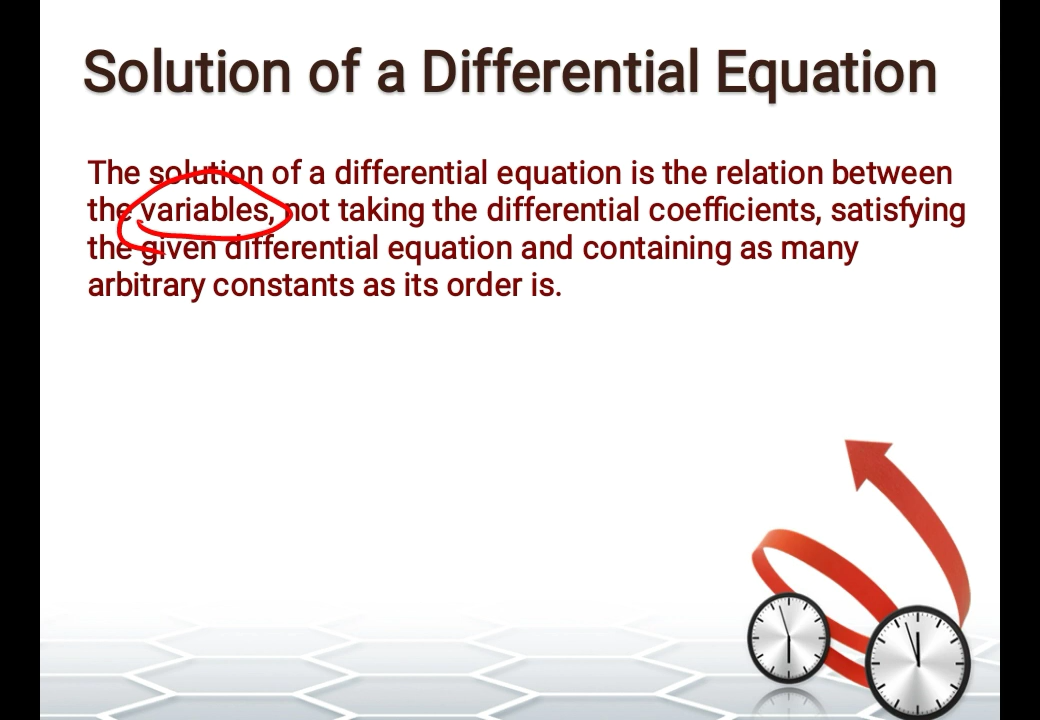 Solution of a Differential Equation
The solution of a differential equation is the relation between
the variables, not taking the differential coefficients, satisfying
the given differential equation and containing as many
arbitrary constants as its order is.